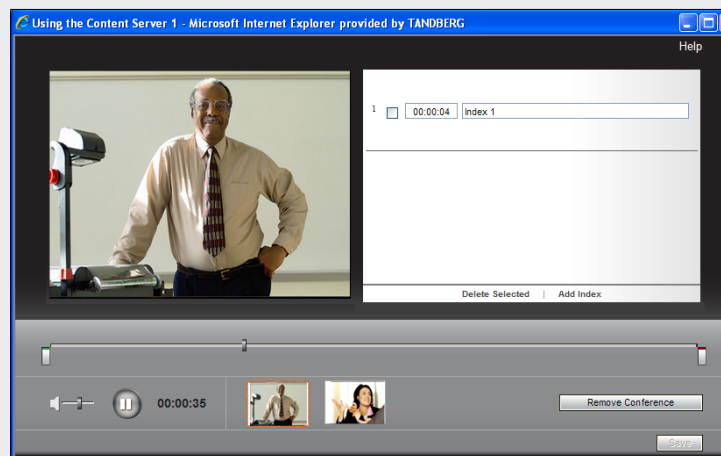 Using the Content Server 1 - Microsoft Internet Explorer provided by TANDBERG
Help
1 00:00:04 Index 1
Delete Selected | Add Index
00:00:35
Remove Conference
Save